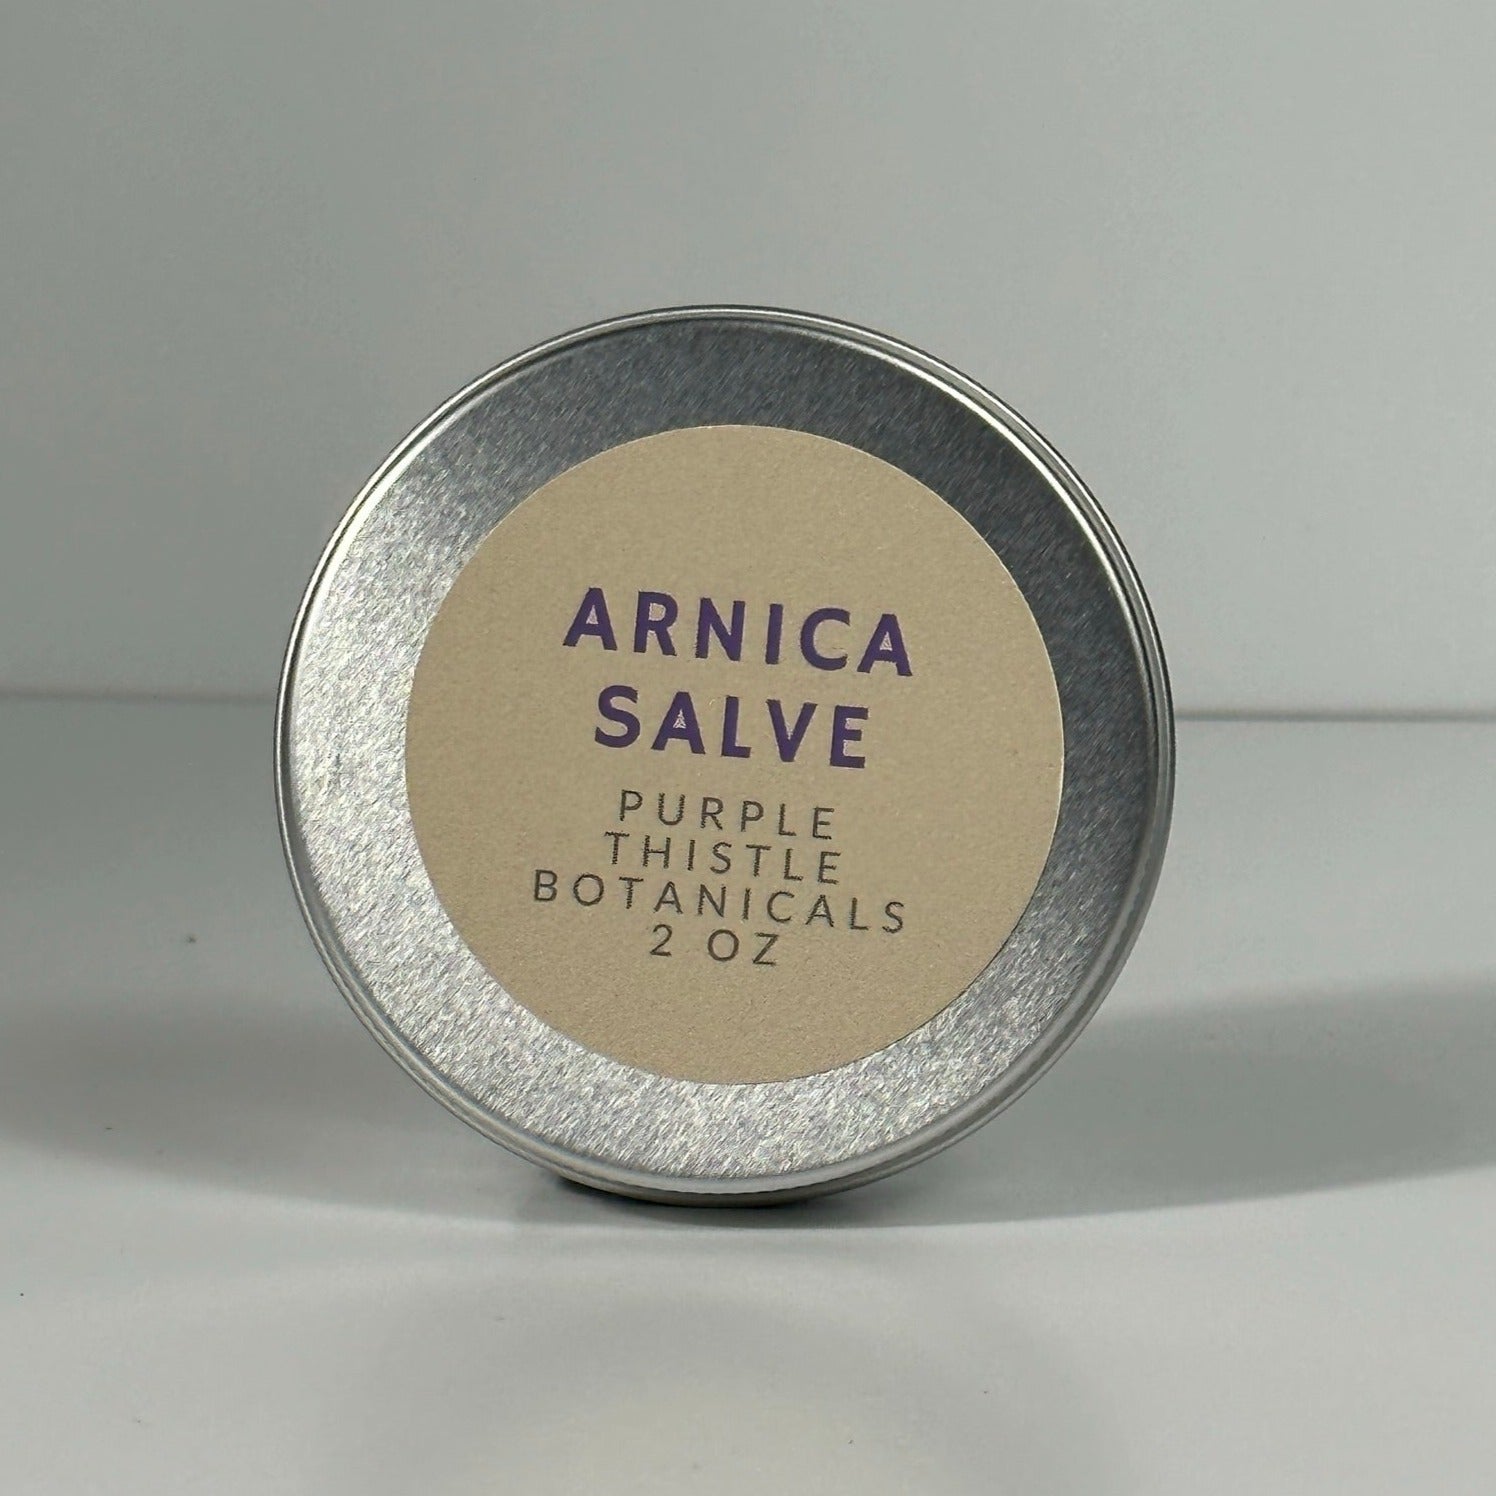 ARNICA
SALVE
PURPLE
THISTLE
BOTANICALS
2 OZ